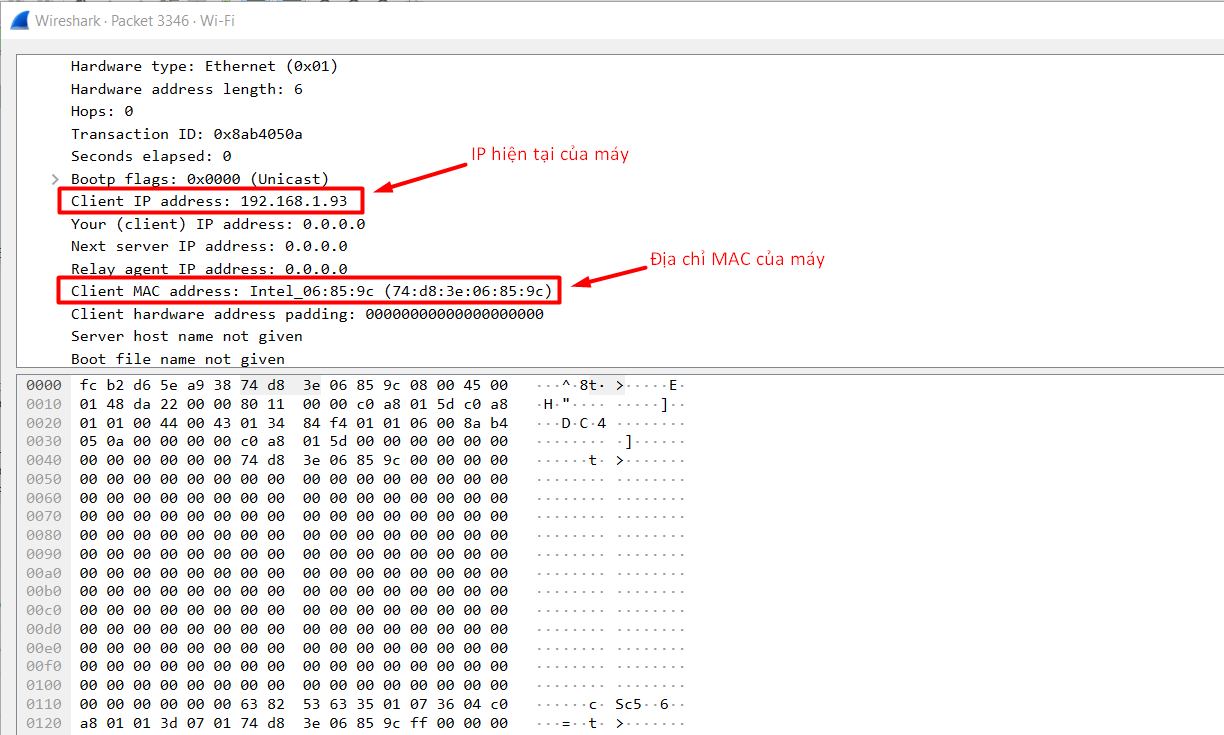 Wireshark · Packet 3346 · Wi-Fi
Hardware type: Ethernet (0x01)
Hardware address length: 6
Hops: 0
Transaction ID: 0x8ab4050a
Seconds elapsed: 0
IP hiện tại của máy
Bootp flags: 0x0000 (Unicast)
Client IP address: 192.168.1.93
Your (client) IP address: 0.0.0.0
Next server IP address: 0.0.0.0
Địa chỉ MAC của máy
Relay agent IP address: 0.0.0.0
Client MAC address: Intel_06:85:9c (74:d8:3e:06:85:9c)
Client hardware address padding: 00000000000000000000
Server host name not given
Boot file name not given
0000 fc b2 d6 5e a9 38 74 d8 3e 06 85 9c 08 00 45 00 ···^·8t· >·····E·
0010 01 48 da 22 00 00 80 11 00 00 c0 a8 01 5d c0 a8 ·H·"···· ·····]··
0020 01 01 00 44 00 43 01 34 84 f4 01 01 06 00 8a b4 ···D·C·4 ········
0030 05 0a 00 00 00 00 c0 a8 01 5d 00 00 00 00 00 00 ········ ·]······
0040 00 00 00 00 00 00 74 d8 3e 06 85 9c 00 00 00 00 ······t· >·······
0050 00 00 00 00 00 00 00 00 00 00 00 00 00 00 00 00 ········ ········
0060 00 00 00 00 00 00 00 00 00 00 00 00 00 00 00 00 ········ ········
0070 00 00 00 00 00 00 00 00 00 00 00 00 00 00 00 00 ········ ········
0080 00 00 00 00 00 00 00 00 00 00 00 00 00 00 00 00 ········ ········
0090 00 00 00 00 00 00 00 00 00 00 00 00 00 00 00 00 ········ ········
00a0 00 00 00 00 00 00 00 00 00 00 00 00 00 00 00 00 ········ ········
00b0 00 00 00 00 00 00 00 00 00 00 00 00 00 00 00 00 ········ ········
00c0 00 00 00 00 00 00 00 00 00 00 00 00 00 00 00 00 ········ ········
00d0 00 00 00 00 00 00 00 00 00 00 00 00 00 00 00 00 ········ ········
00e0 00 00 00 00 00 00 00 00 00 00 00 00 00 00 00 00 ········ ········
00f0 00 00 00 00 00 00 00 00 00 00 00 00 00 00 00 00 ········ ········
0100 00 00 00 00 00 00 00 00 00 00 00 00 00 00 00 00 ········ ········
0110 00 00 00 00 00 00 63 82 53 63 35 01 07 36 04 c0 ······c· Sc5··6··
0120 a8 01 01 3d 07 01 74 d8 3e 06 85 9c ff 00 00 00 ···=··t· >·······